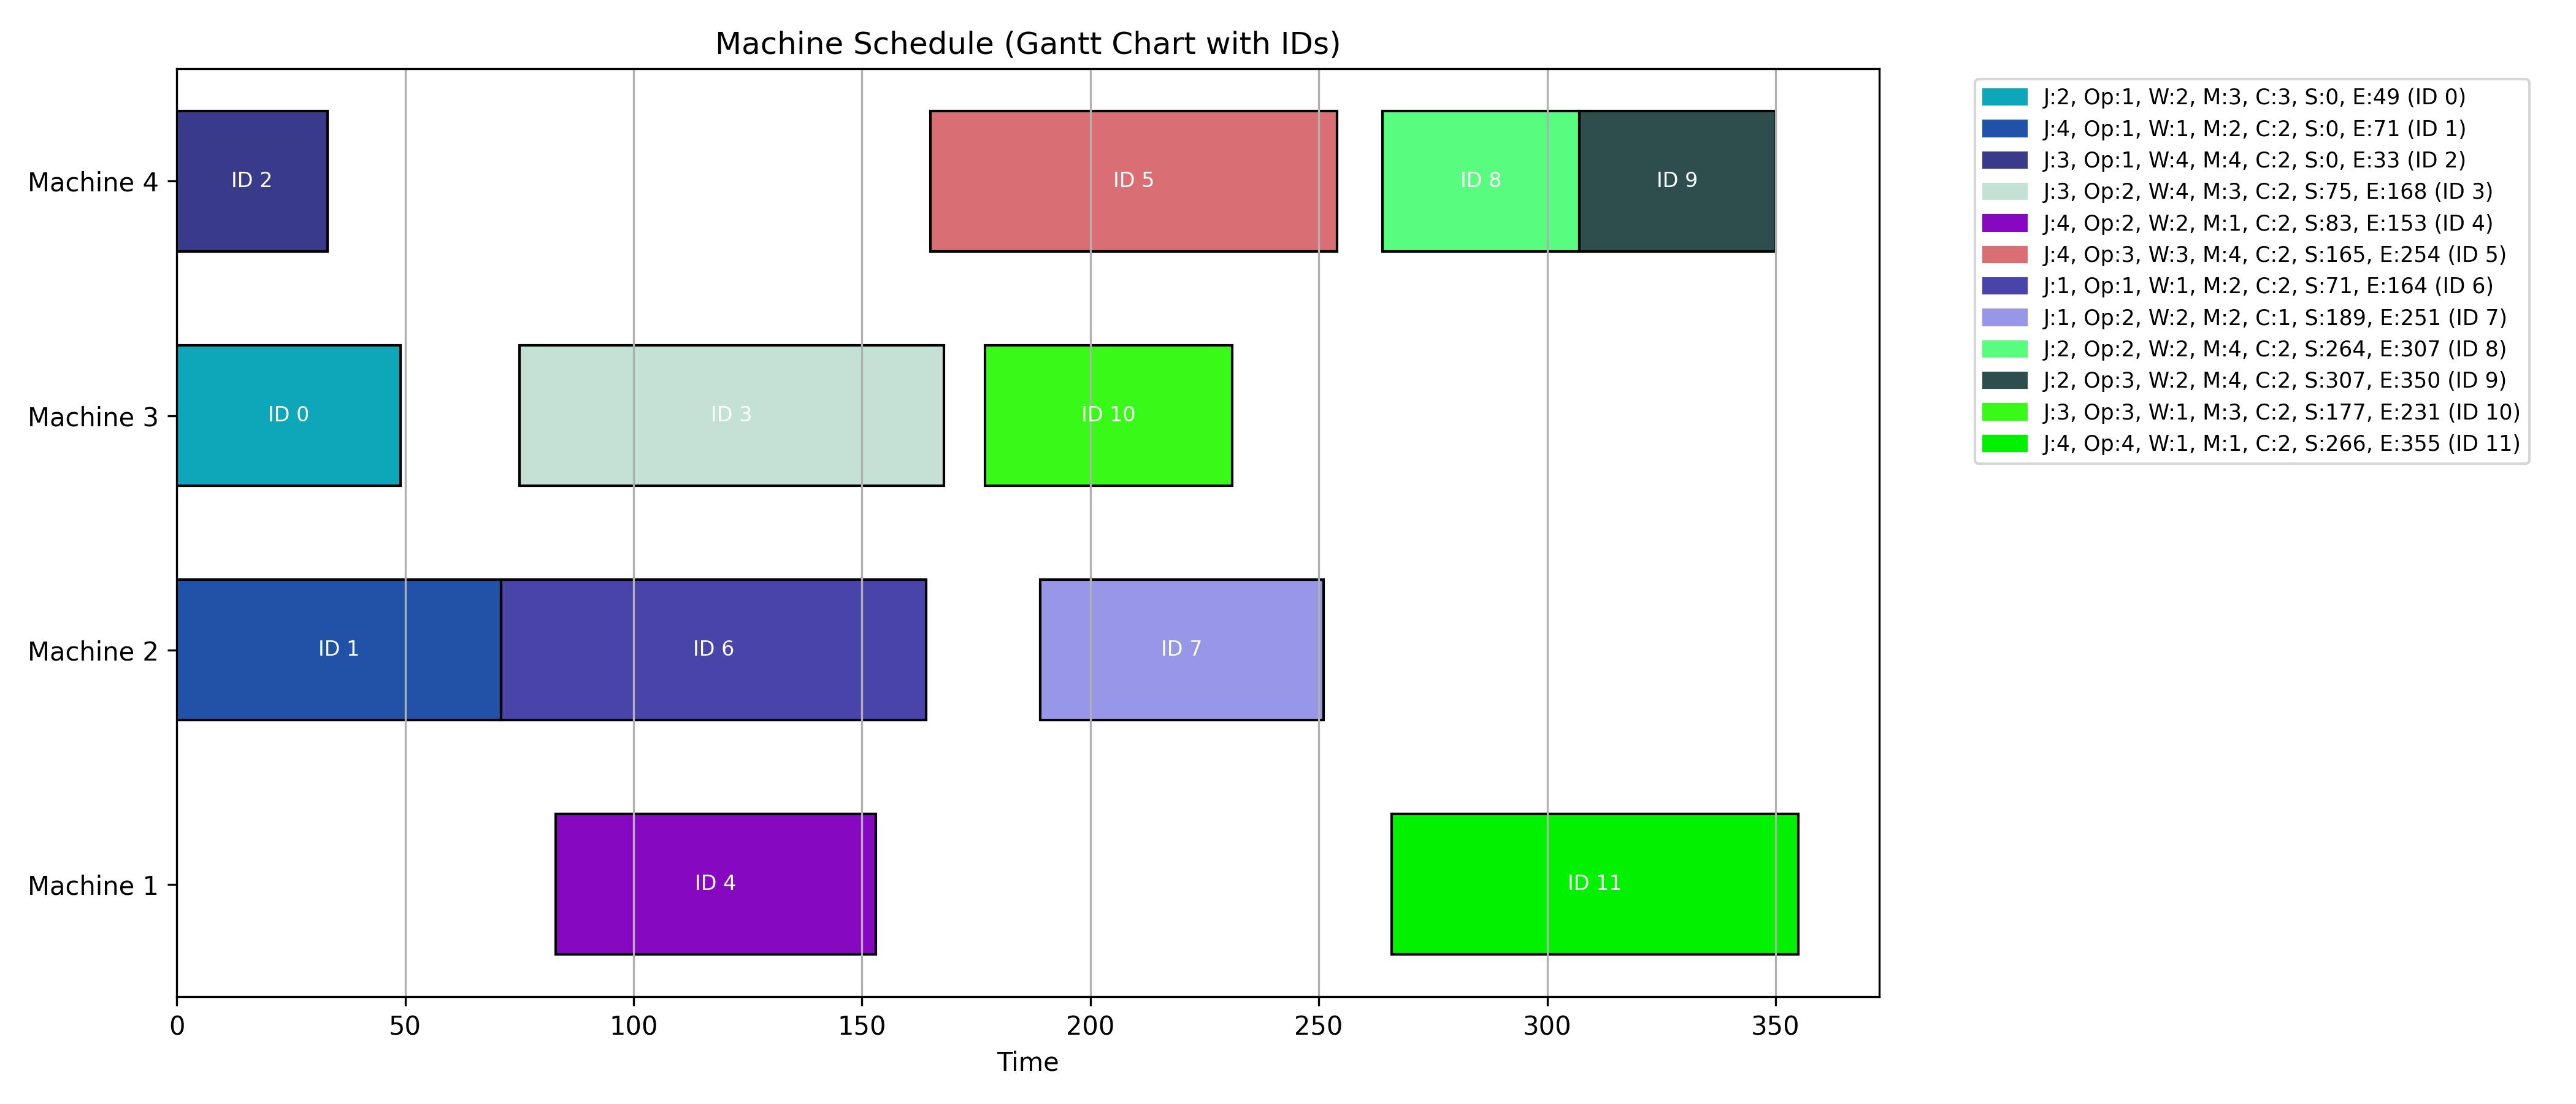 Machine Schedule (Gantt Chart with IDs)
Machine 4
Machine 3
Machine 2
Machine 1
ID 2
ID 5
ID 8
ID 9
ID 0
ID 3
ID 10
ID 1
ID 6
ID 7
ID 4
ID 11
0 50 100 150 200 250 300 350
Time
J:2, Op:1, W:2, M:3, C:3, S:0, E:49 (ID 0)
J:4, Op:1, W:1, M:2, C:2, S:0, E:71 (ID 1)
J:3, Op:1, W:4, M:4, C:2, S:0, E:33 (ID 2)
J:3, Op:2, W:4, M:3, C:2, S:75, E:168 (ID 3)
J:4, Op:2, W:2, M:1, C:2, S:83, E:153 (ID 4)
J:4, Op:3, W:3, M:4, C:2, S:165, E:254 (ID 5)
J:1, Op:1, W:1, M:2, C:2, S:71, E:164 (ID 6)
J:1, Op:2, W:2, M:2, C:1, S:189, E:251 (ID 7)
J:2, Op:2, W:2, M:4, C:2, S:264, E:307 (ID 8)
J:2, Op:3, W:2, M:4, C:2, S:307, E:350 (ID 9)
J:3, Op:3, W:1, M:3, C:2, S:177, E:231 (ID 10)
J:4, Op:4, W:1, M:1, C:2, S:266, E:355 (ID 11)